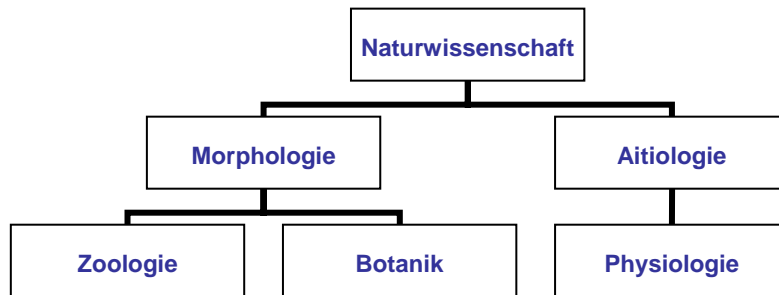 Naturwissenschaft
Morphologie
Aitiologie
Zoologie
Botanik
Physiologie